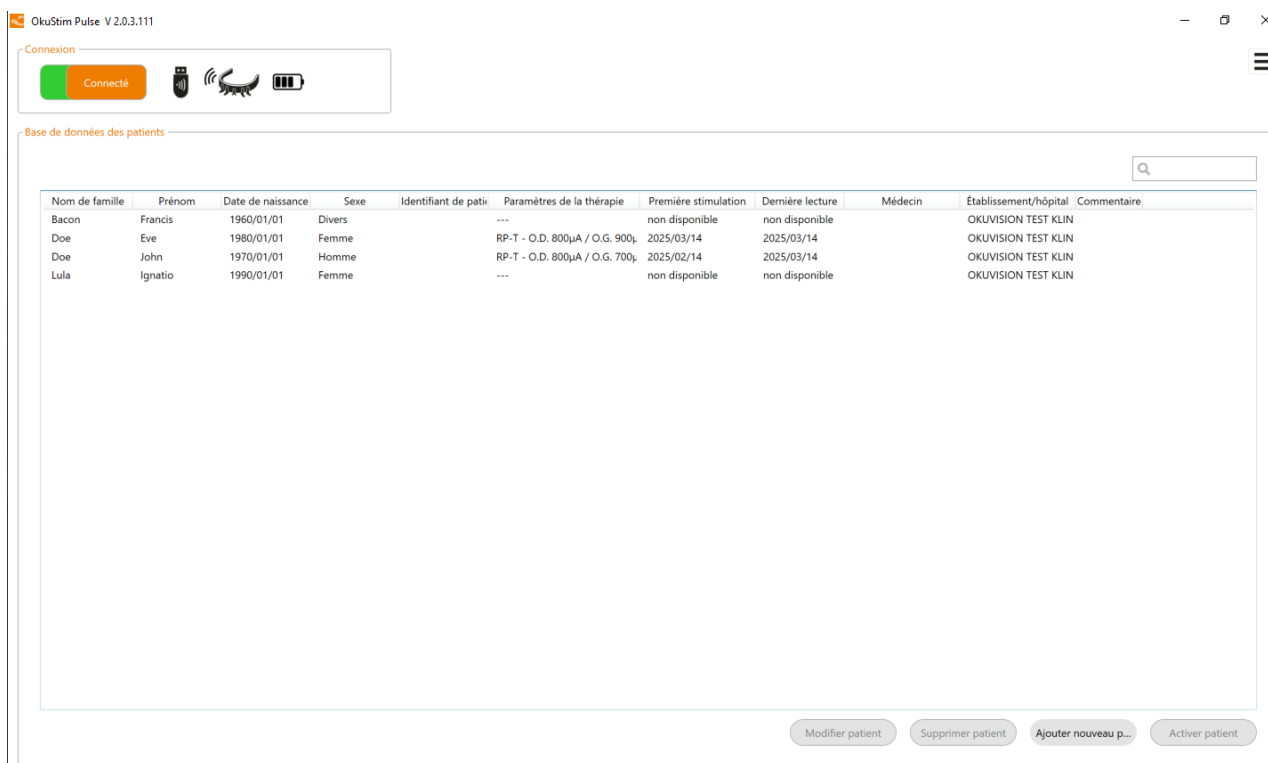 OkuStim Pulse V 2.0.3.111
Connexion
Connecté
Base de données des patients
Nom de famille Prénom Date de naissance Sexe Identifiant de patie Paramètres de la thérapie Première stimulation Dernière lecture Médecin Établissement/hôpital Commentaire
Bacon Francis 1960/01/01 Divers --- non disponible non disponible OKUVISION TEST KLIN
Doe Eve 1980/01/01 Femme RP-T - O.D. 800µA / O.G. 900µ 2025/03/14 2025/03/14 OKUVISION TEST KLIN
Doe John 1970/01/01 Homme RP-T - O.D. 800µA / O.G. 700µ 2025/02/14 2025/03/14 OKUVISION TEST KLIN
Lula Ignatio 1990/01/01 Femme --- non disponible non disponible OKUVISION TEST KLIN
Modifier patient Supprimer patient Ajouter nouveau p... Activer patient